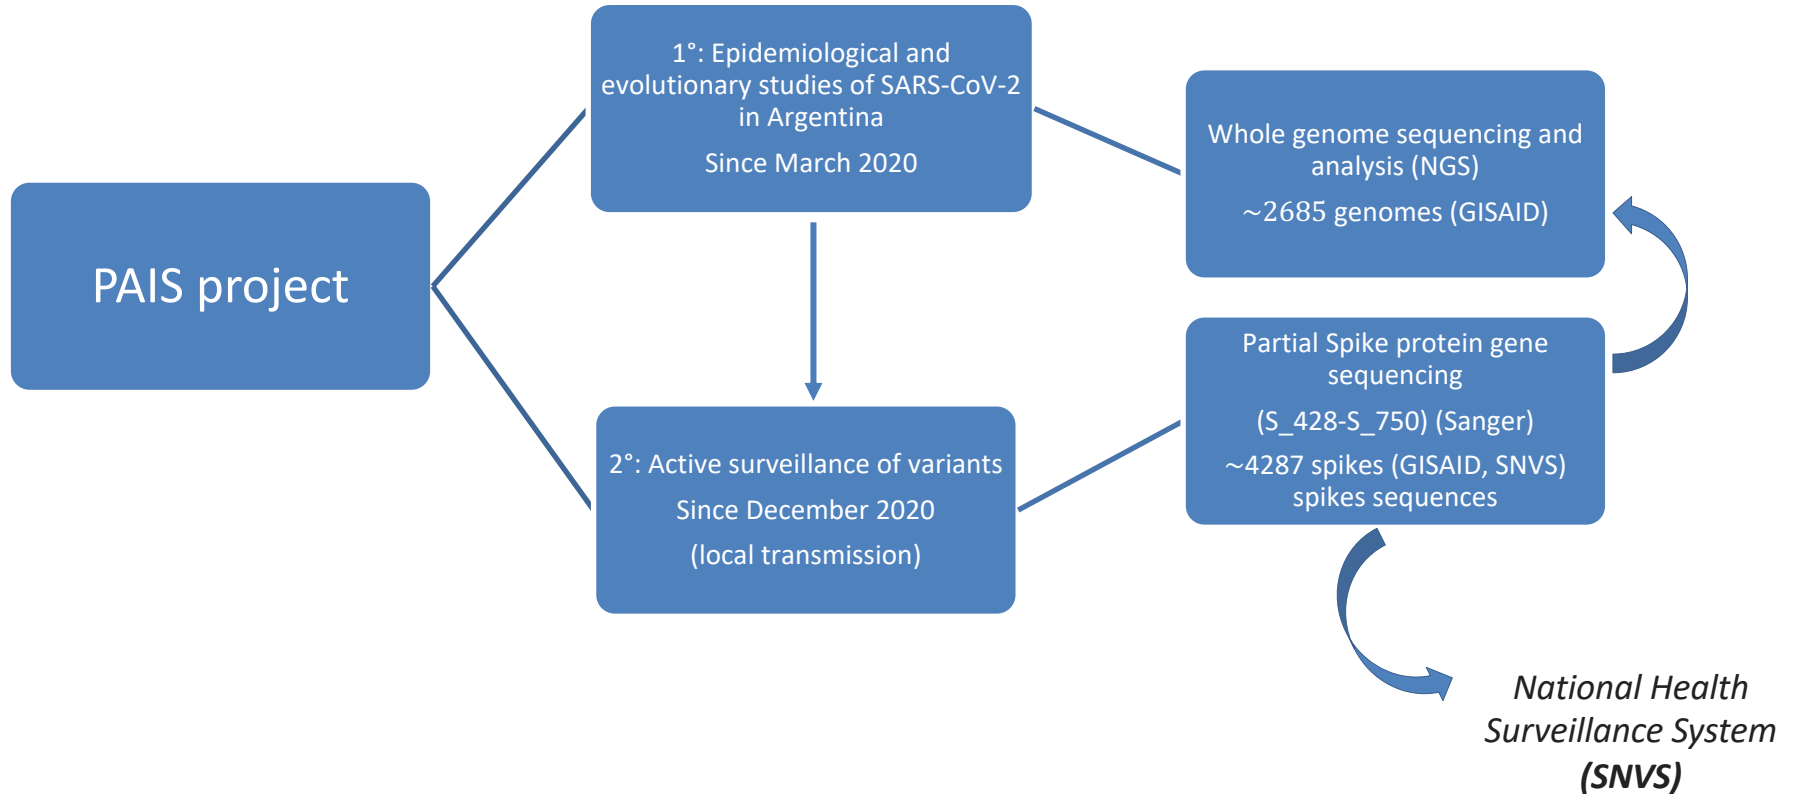 PAIS project
1°: Epidemiological and
evolutionary studies of SARS-CoV-2
in Argentina
Since March 2020
2°: Active surveillance of variants
Since December 2020
(local transmission)
Whole genome sequencing and
analysis (NGS)
~2685 genomes (GISAID)
Partial Spike protein gene
sequencing
(S_428-S_750) (Sanger)
~4287 spikes (GISAID, SNVS)
spikes sequences
National Health
Surveillance System
(SNVS)